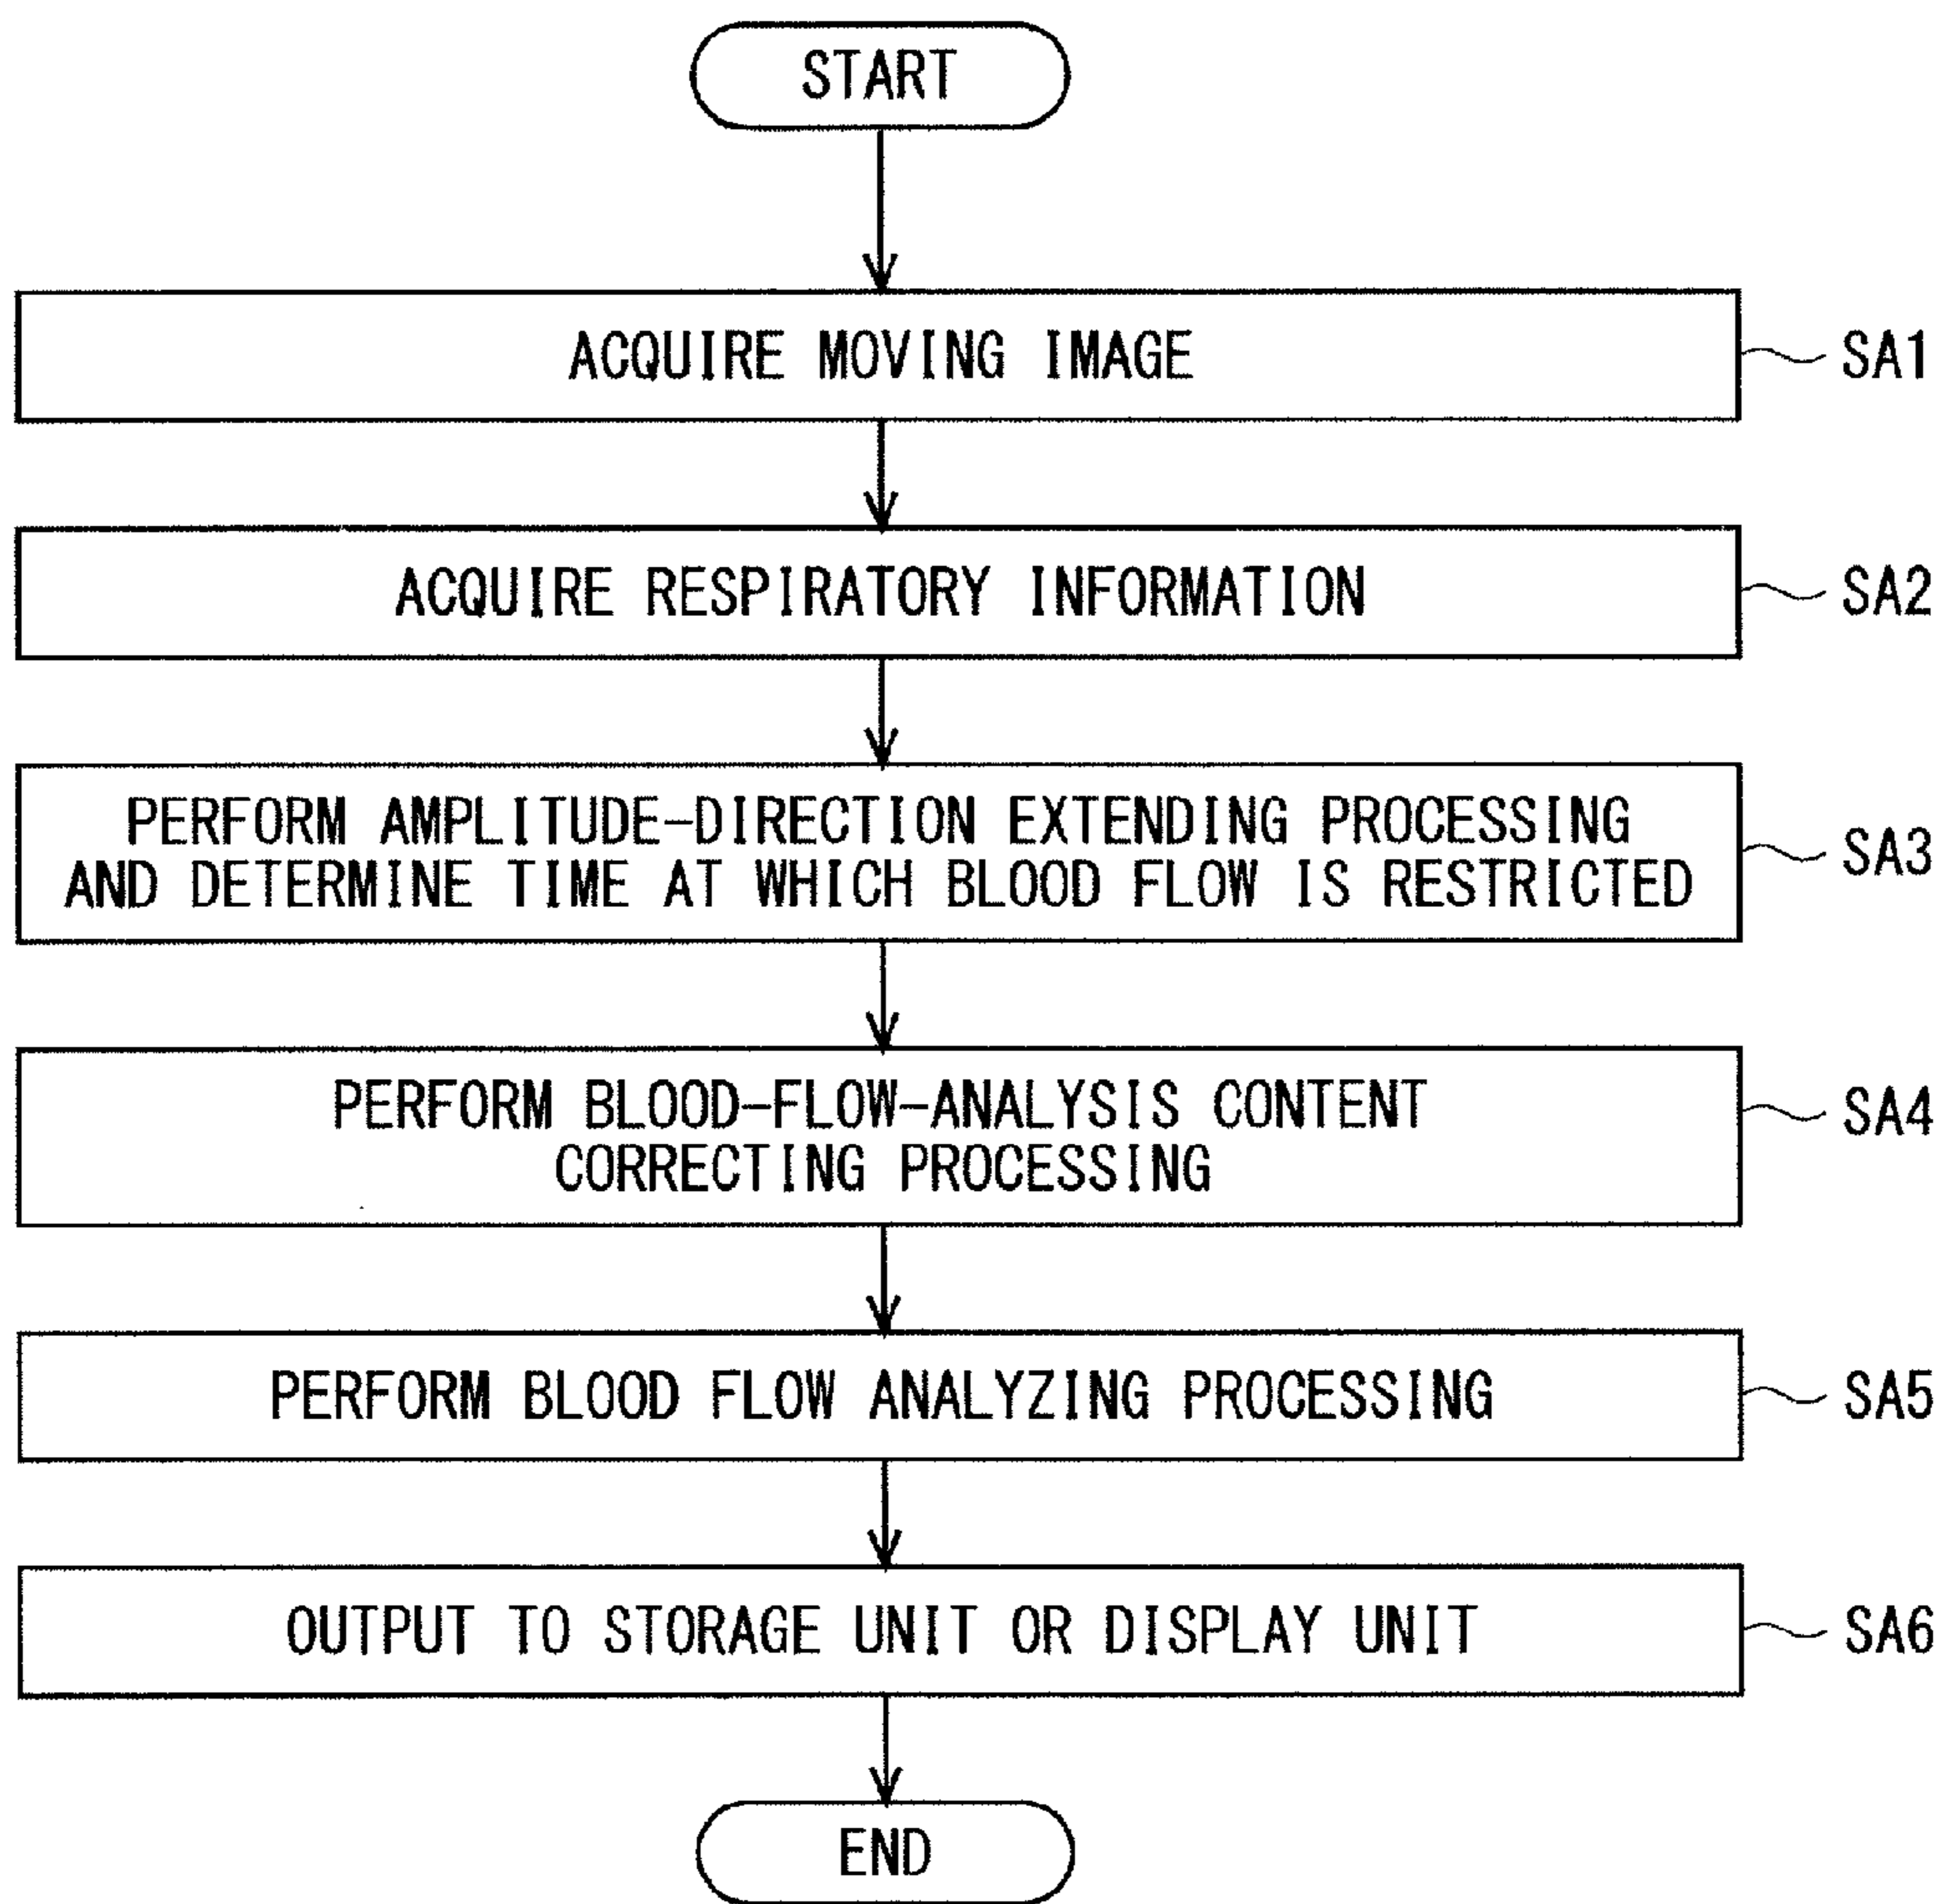 START
ACQUIRE MOVING IMAGE
SA1
ACQUIRE RESPIRATORY INFORMATION
SA2
PERFORM AMPLITUDE-DIRECTION EXTENDING PROCESSING
AND DETERMINE TIME AT WHICH BLOOD FLOW IS RESTRICTED
SA3
PERFORM BLOOD-FLOW-ANALYSIS CONTENT
CORRECTING PROCESSING
SA4
PERFORM BLOOD FLOW ANALYZING PROCESSING
SA5
OUTPUT TO STORAGE UNIT OR DISPLAY UNIT
SA6
END